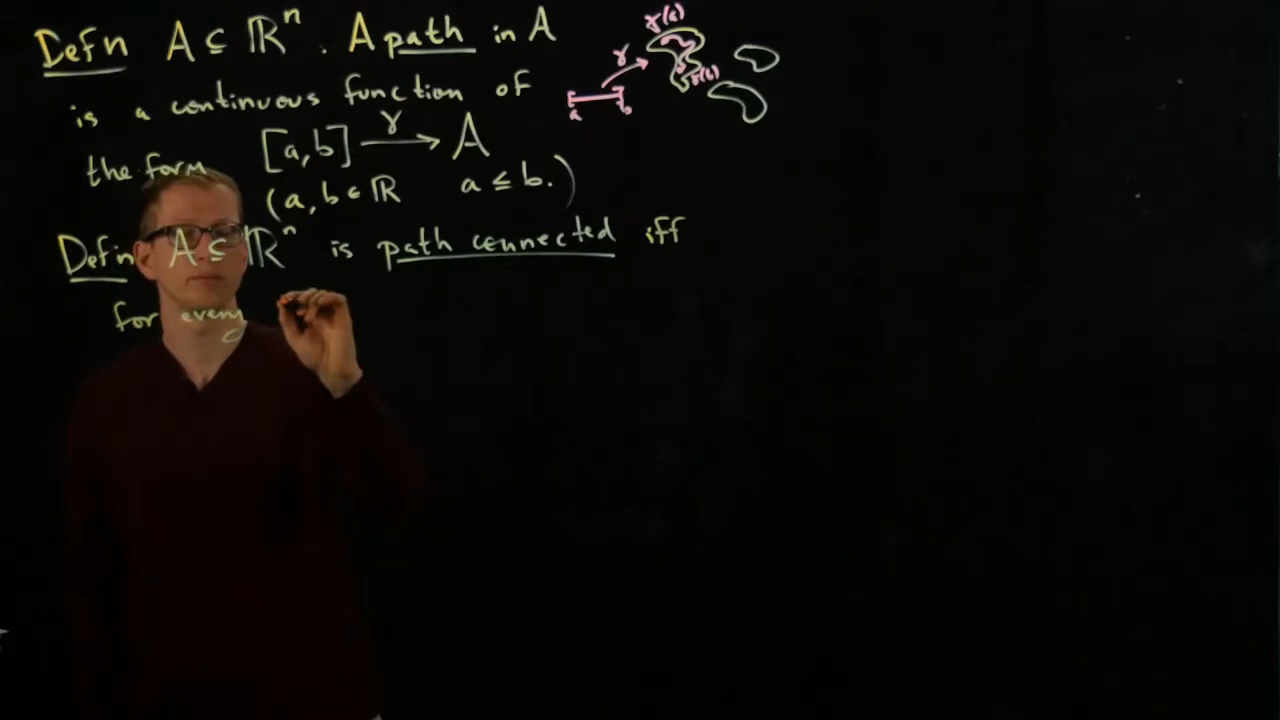 Defn A ⊆ ℝⁿ. A path in A
is a continuous function of
the form [a,b] —γ→ A
(a, b ∈ ℝ a ≤ b.)
Defn A ⊆ ℝⁿ is path connected iff
for every
γ(a)
γ
γ(b)
a
b